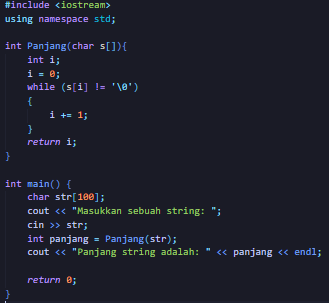 #include <iostream>
using namespace std;

int Panjang(char s[]){
    int i;
    i = 0;
    while (s[i] != '\0')
    {
        i += 1;
    }
    return i;
}

int main() {
    char str[100];
    cout << "Masukkan sebuah string: ";
    cin >> str;
    int panjang = Panjang(str);
    cout << "Panjang string adalah: " << panjang << endl;

    return 0;
}